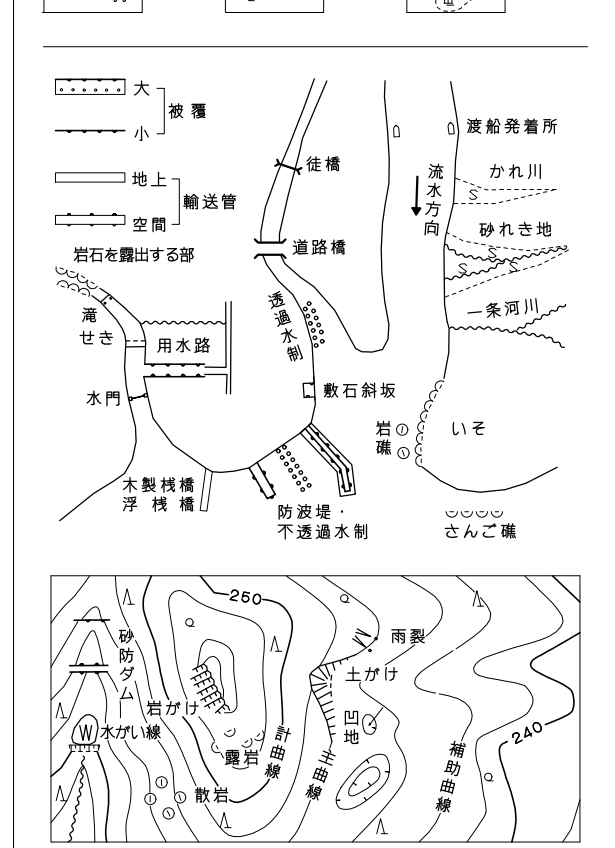 大
被覆
小
地上
輸送管
空間
岩石を露出する部
滝
せき
用水路
水門
木製桟橋
浮桟橋
徒橋
道路橋
透過水制
敷石斜坂
防波堤・
不透過水制
渡船発着所
流水方向
かれ川
砂れき地
一条河川
岩礁
いそ
さんご礁
250
砂防ダム
雨裂
土がけ
岩がけ
凹地
水がい線
W
計曲線
主曲線
露岩
補助曲線
240
散岩